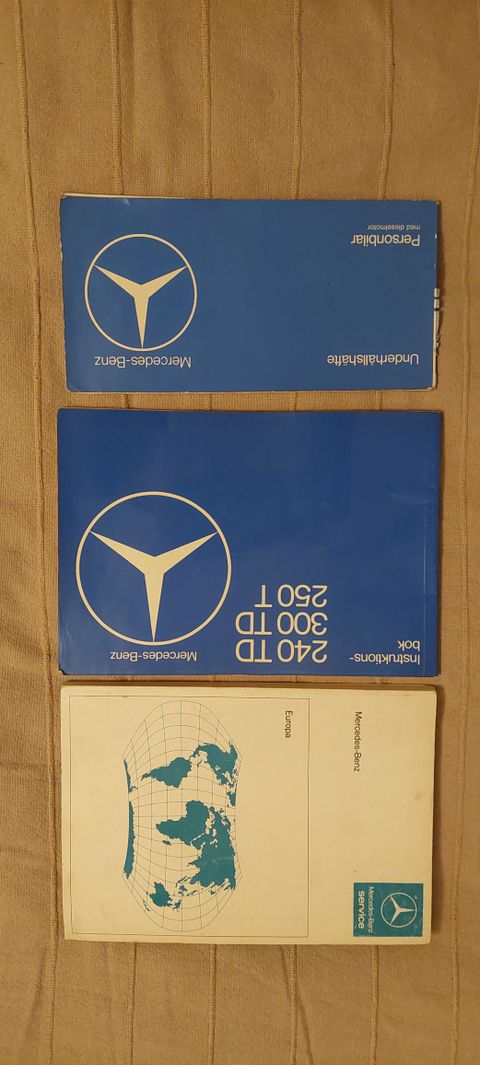 Underhållshäfte
Personbilar
med dieselmotor
Mercedes-Benz
Instruktions-
bok
240 TD
300 TD
250 T
Mercedes-Benz
Mercedes-Benz
Europa
Mercedes-Benz
service